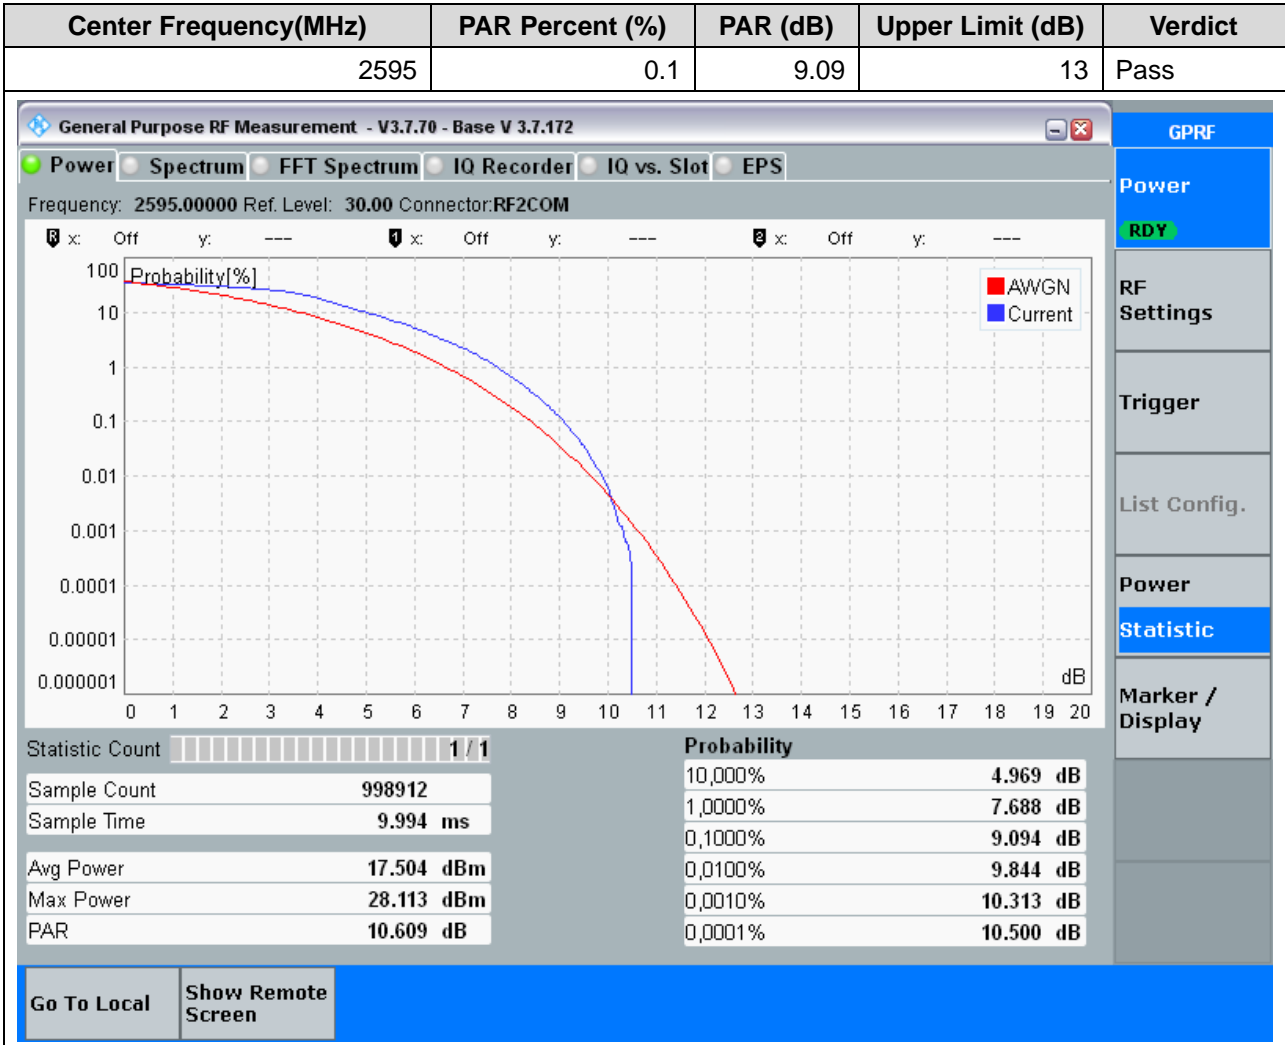 Center Frequency(MHz) PAR Percent (%) PAR (dB) Upper Limit (dB) Verdict
2595 0.1 9.09 13 Pass
General Purpose RF Measurement - V3.7.70 - Base V 3.7.172
GPRF
Power Spectrum FFT Spectrum IQ Recorder IQ vs. Slot EPS
Frequency: 2595.00000 Ref. Level: 30.00 Connector:RF2COM
R x: Off y: --- 1 x: Off y: --- 2 x: Off y: ---
Probability[%]
AWGN
Current
100
10
1
0.1
0.01
0.001
0.0001
0.00001
0.000001
dB
0 1 2 3 4 5 6 7 8 9 10 11 12 13 14 15 16 17 18 19 20
Statistic Count 1 / 1
Sample Count 998912
Sample Time 9.994 ms
Avg Power 17.504 dBm
Max Power 28.113 dBm
PAR 10.609 dB
Probability
10,000% 4.969 dB
1,0000% 7.688 dB
0,1000% 9.094 dB
0,0100% 9.844 dB
0,0010% 10.313 dB
0,0001% 10.500 dB
Power
RDY
RF
Settings
Trigger
List Config.
Power
Statistic
Marker /
Display
Go To Local
Show Remote
Screen